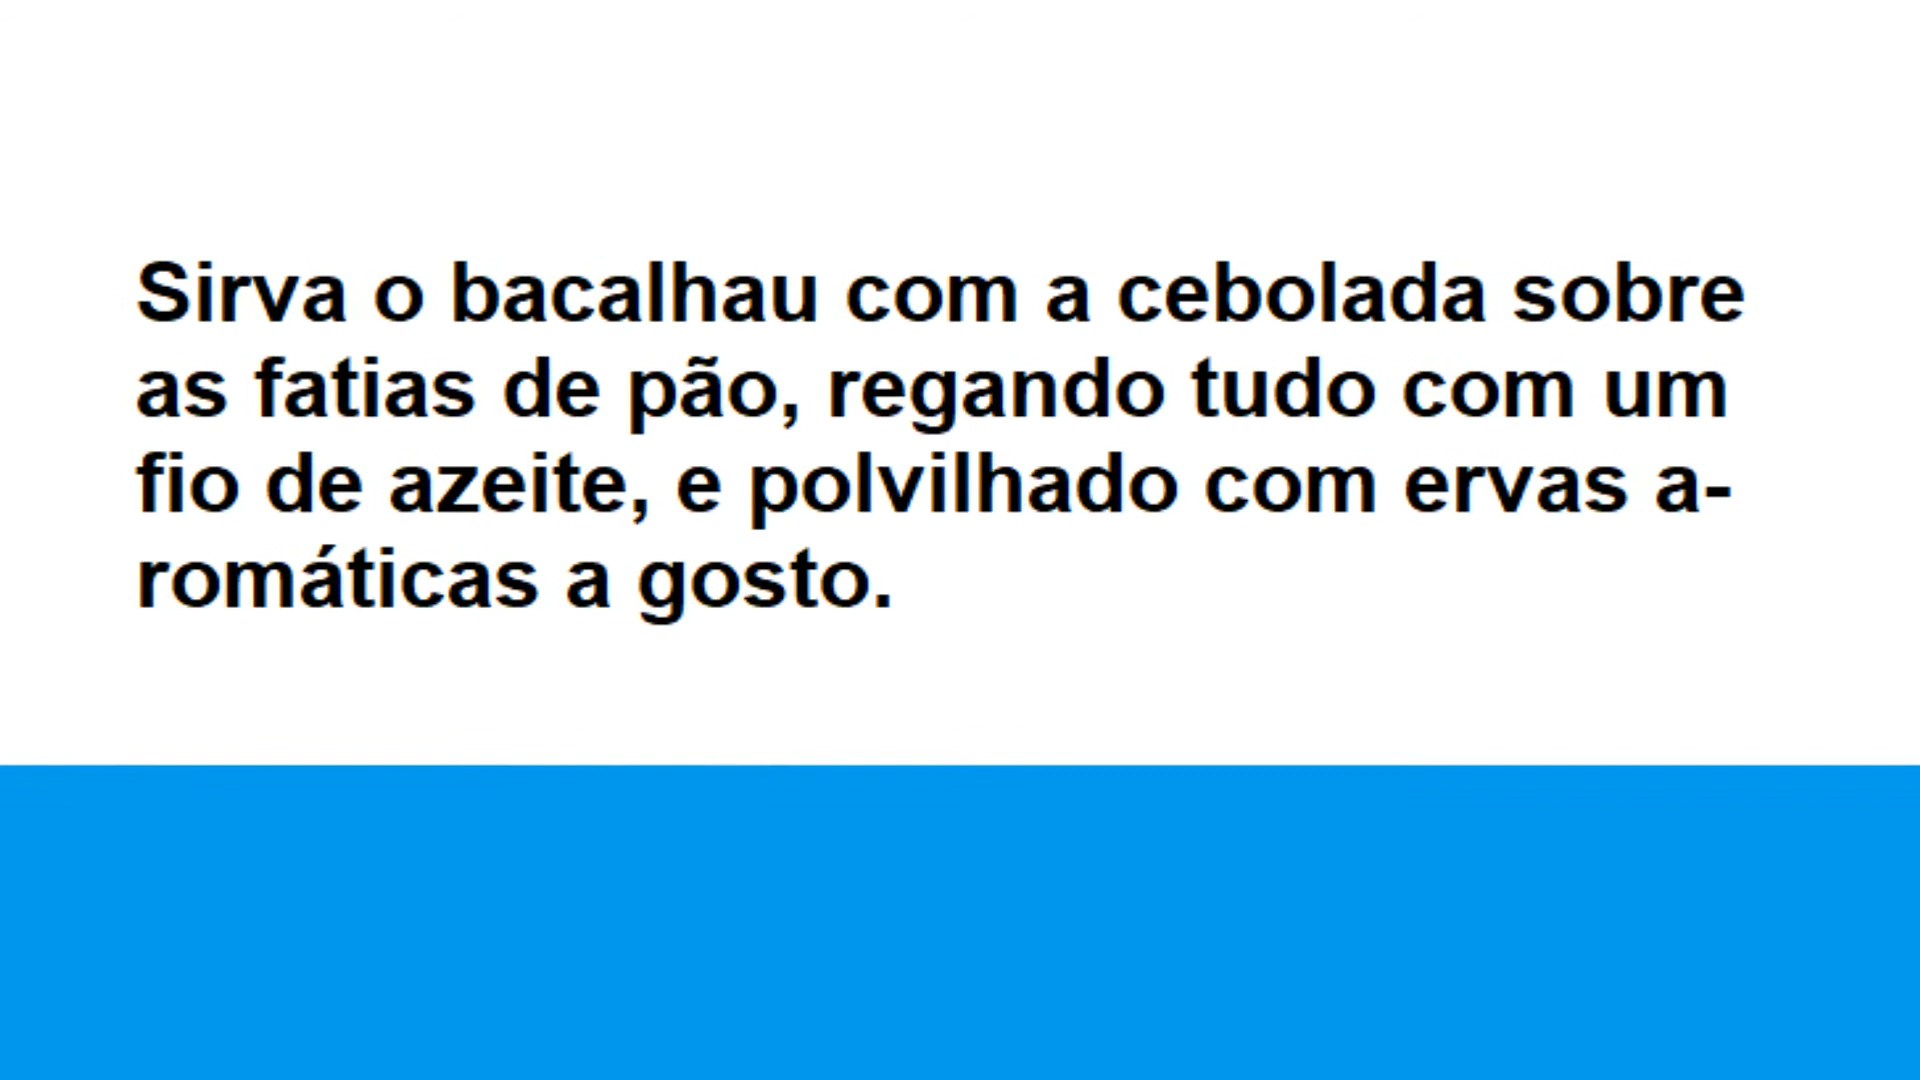 Sirva o bacalhau com a cebolada sobre
as fatias de pão, regando tudo com um
fio de azeite, e polvilhado com ervas a-
romáticas a gosto.